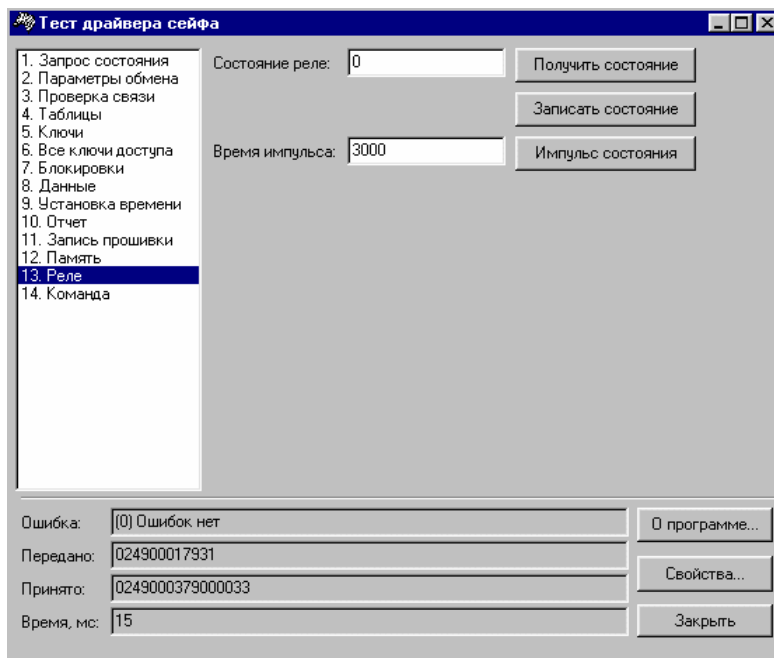 Тест драйвера сейфа
1. Запрос состояния
2. Параметры обмена
3. Проверка связи
4. Таблицы
5. Ключи
6. Все ключи доступа
7. Блокировки
8. Данные
9. Установка времени
10. Отчет
11. Запись прошивки
12. Память
13. Реле
14. Команда
Состояние реле: 0 Получить состояние
Записать состояние
Время импульса: 3000 Импульс состояния
Ошибка: (0) Ошибок нет О программе...
Передано: 024900017931
Свойства...
Принято: 0249000379000033
Время, мс: 15 Закрыть